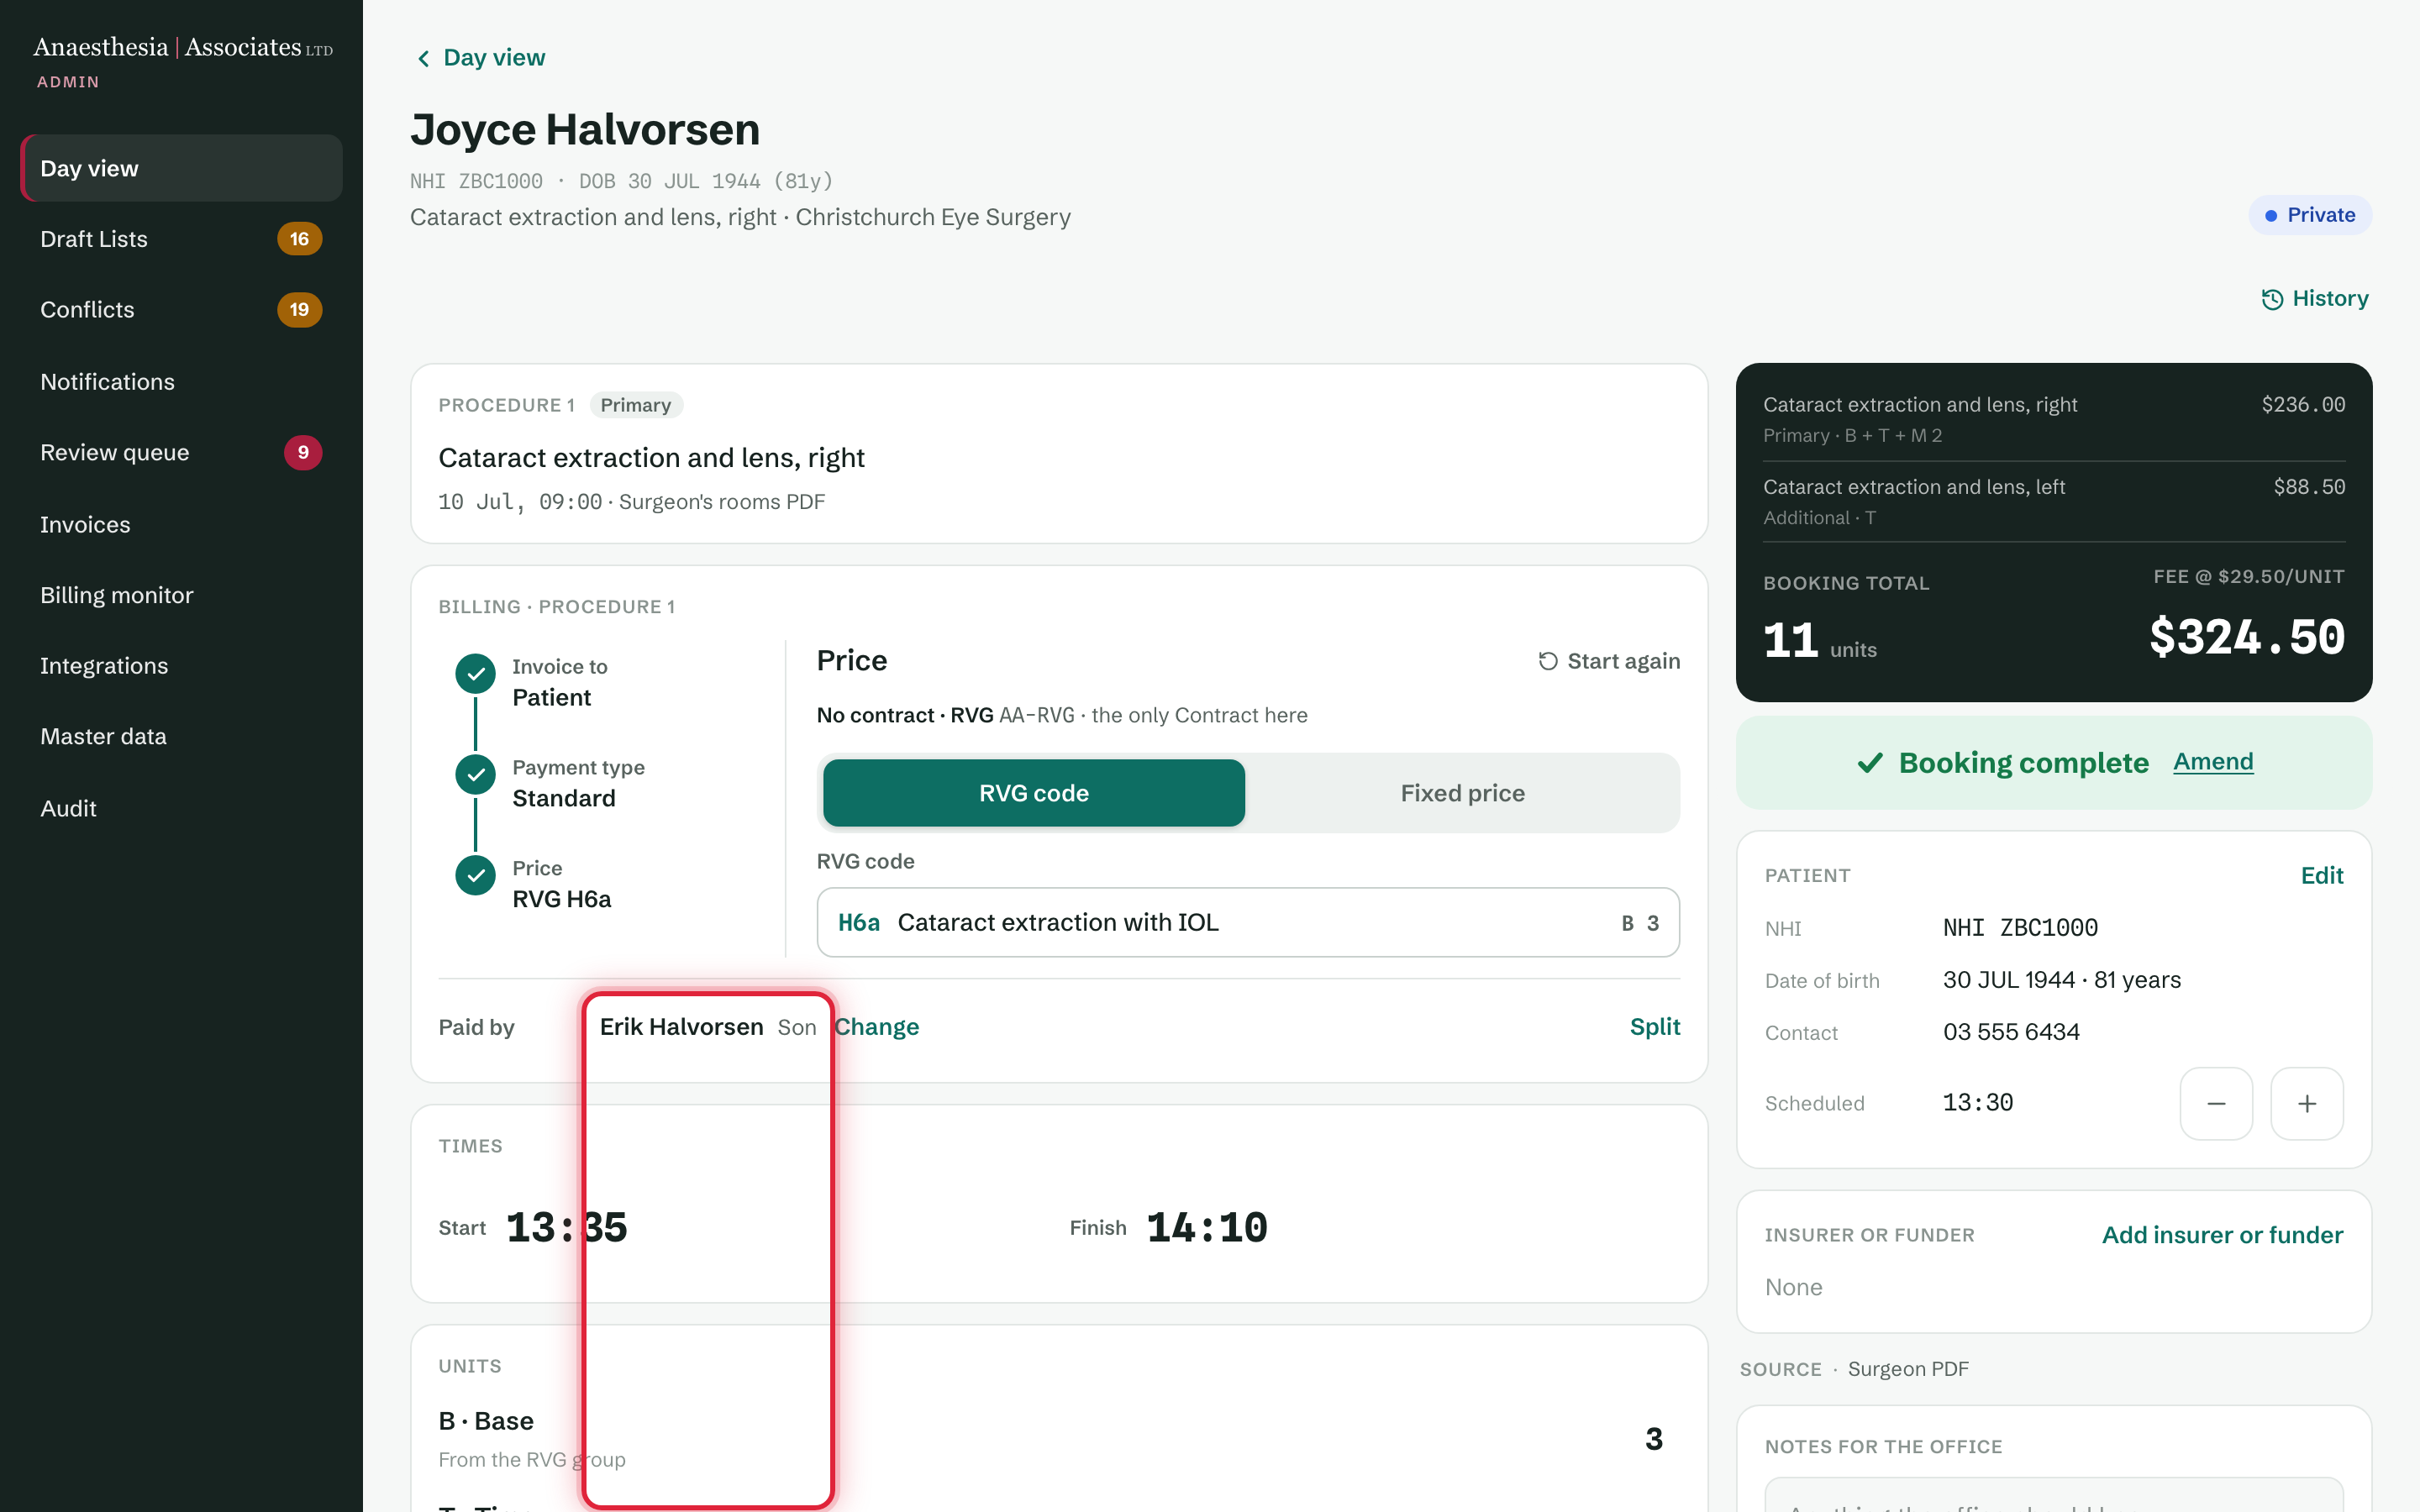 Anaesthesia | Associates LTD
ADMIN
Day view
Draft Lists 16
Conflicts 19
Notifications
Review queue 9
Invoices
Billing monitor
Integrations
Master data
Audit
Day view
Joyce Halvorsen
NHI ZBC1000 · DOB 30 JUL 1944 (81y)
Cataract extraction and lens, right · Christchurch Eye Surgery
Private
History
PROCEDURE 1 Primary
Cataract extraction and lens, right
10 Jul, 09:00 · Surgeon's rooms PDF
BILLING · PROCEDURE 1
Invoice to
Patient
Payment type
Standard
Price
RVG H6a
Price
Start again
No contract · RVG AA-RVG · the only Contract here
RVG code
Fixed price
RVG code
H6a Cataract extraction with IOL B 3
Paid by Erik Halvorsen Son Change Split
TIMES
Start 13:35 Finish 14:10
UNITS
B · Base
From the RVG group
3
Cataract extraction and lens, right $236.00
Primary · B + T + M 2
Cataract extraction and lens, left $88.50
Additional · T
BOOKING TOTAL FEE @ $29.50/UNIT
11 units $324.50
Booking complete Amend
PATIENT Edit
NHI NHI ZBC1000
Date of birth 30 JUL 1944 · 81 years
Contact 03 555 6434
Scheduled 13:30 − +
INSURER OR FUNDER Add insurer or funder
None
SOURCE · Surgeon PDF
NOTES FOR THE OFFICE